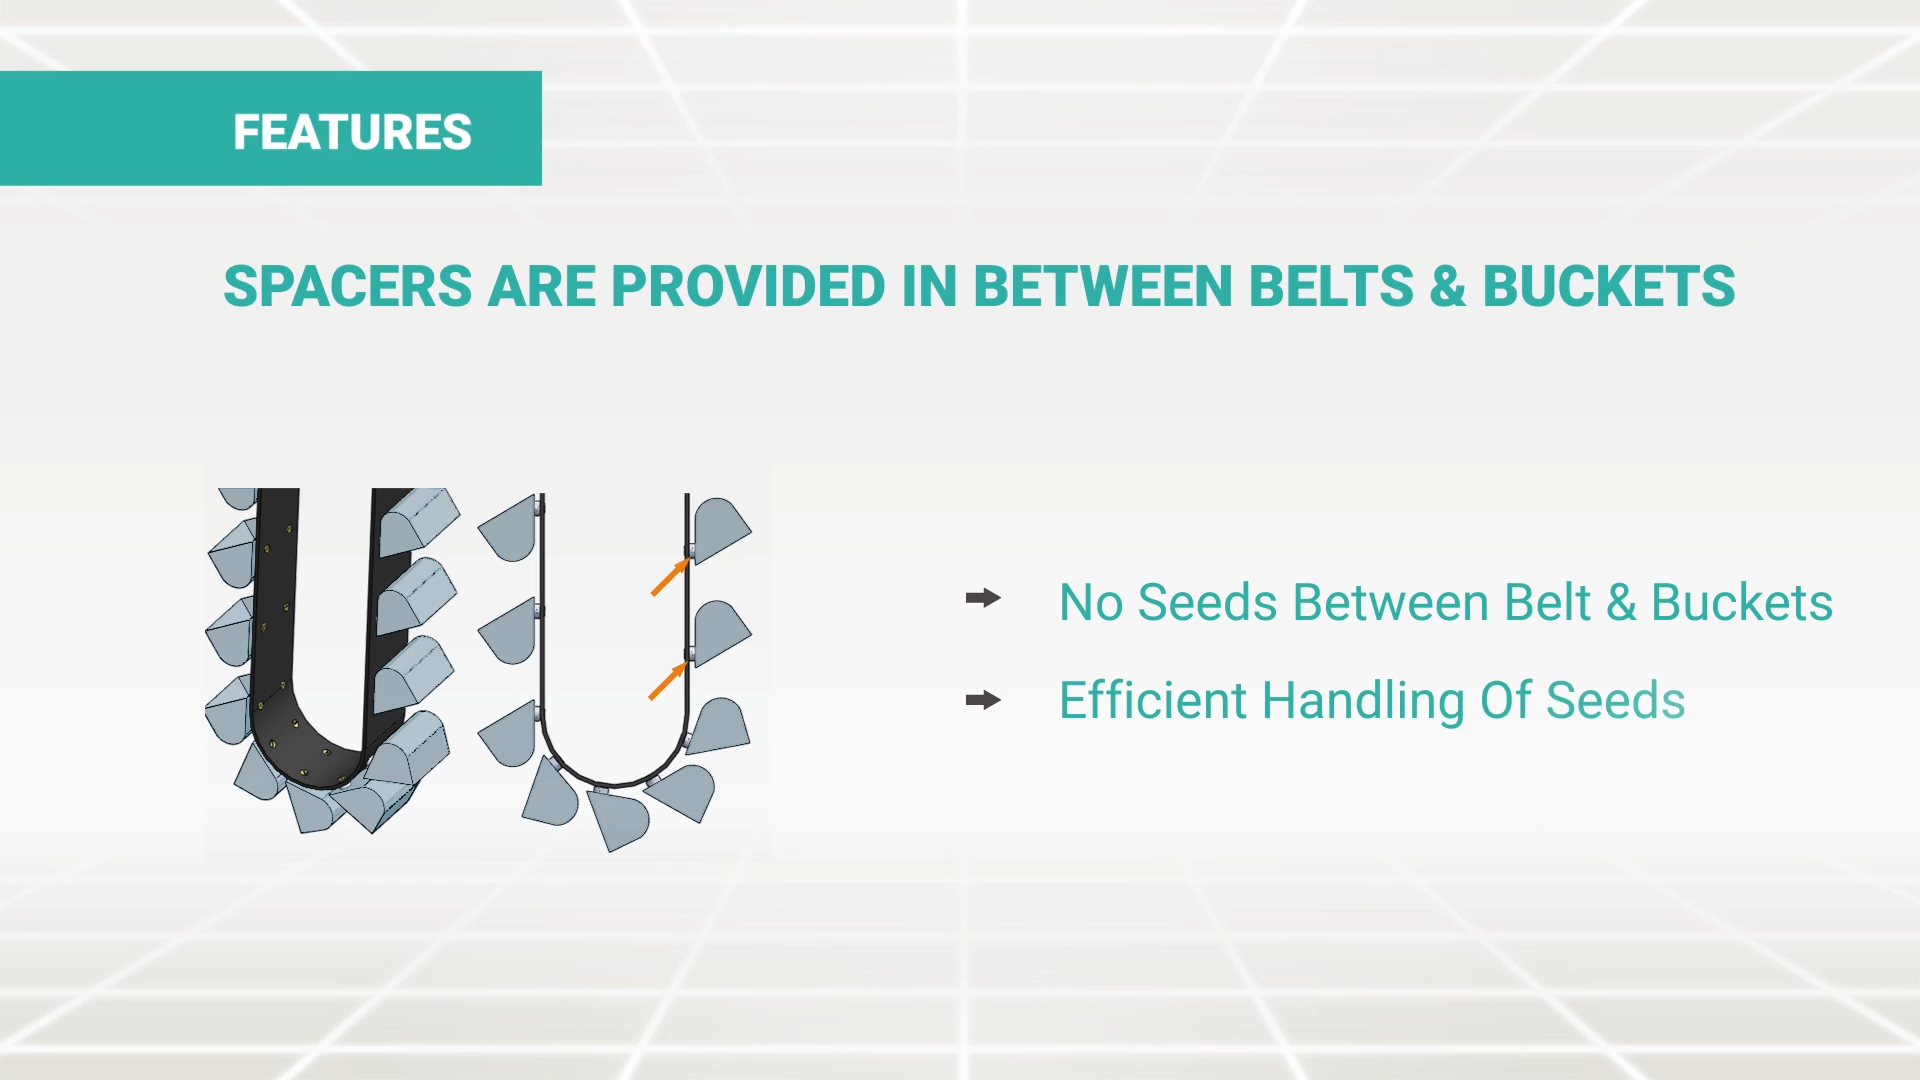 FEATURES
SPACERS ARE PROVIDED IN BETWEEN BELTS & BUCKETS
No Seeds Between Belt & Buckets
Efficient Handling Of Seeds